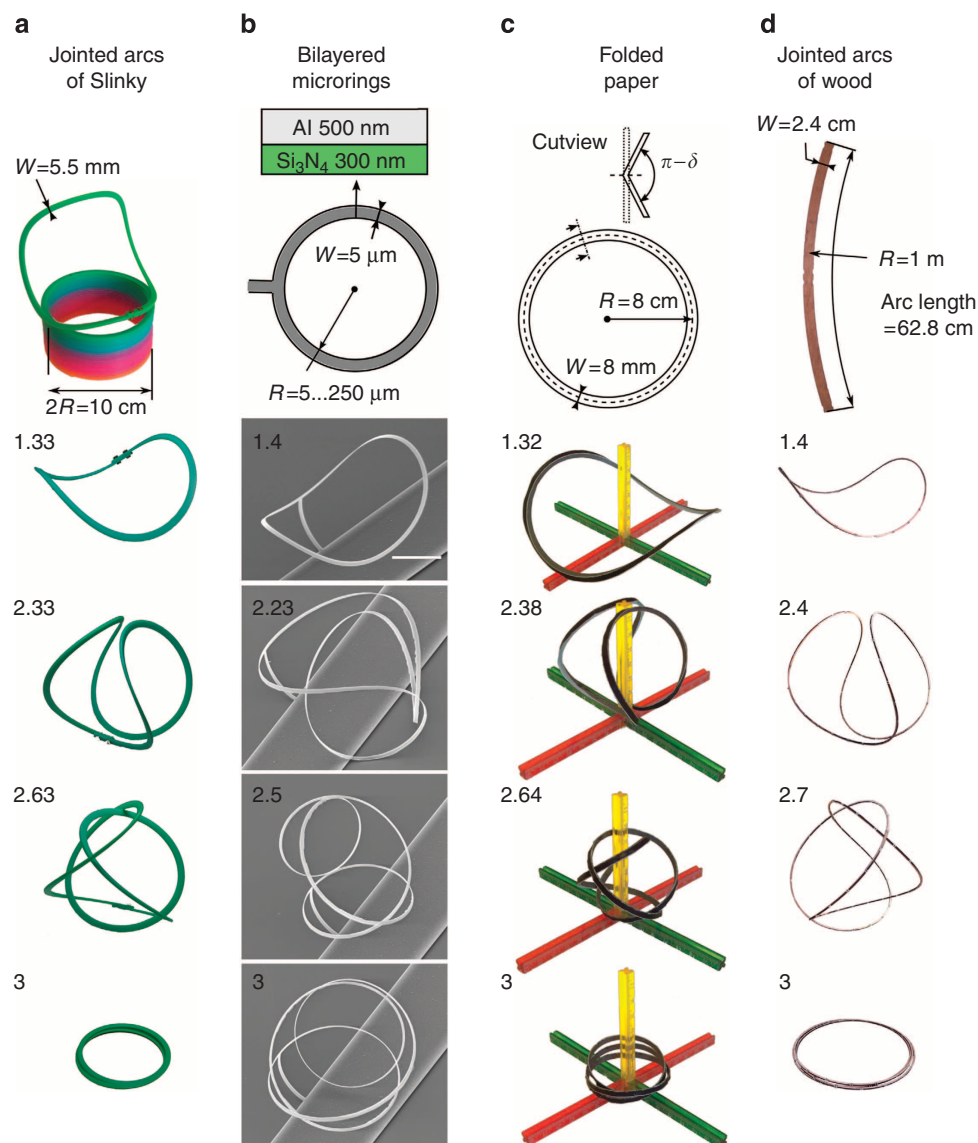 a
Jointed arcs
of Slinky
W=5.5 mm
2R=10 cm
b
Bilayered
microrings
Al 500 nm
Si₃N₄ 300 nm
W=5 μm
R=5...250 μm
c
Folded
paper
Cutview
π−δ
R=8 cm
W=8 mm
d
Jointed arcs
of wood
W=2.4 cm
R=1 m
Arc length
=62.8 cm
1.33
1.4
1.32
1.4
2.33
2.23
2.38
2.4
2.63
2.5
2.64
2.7
3
3
3
3